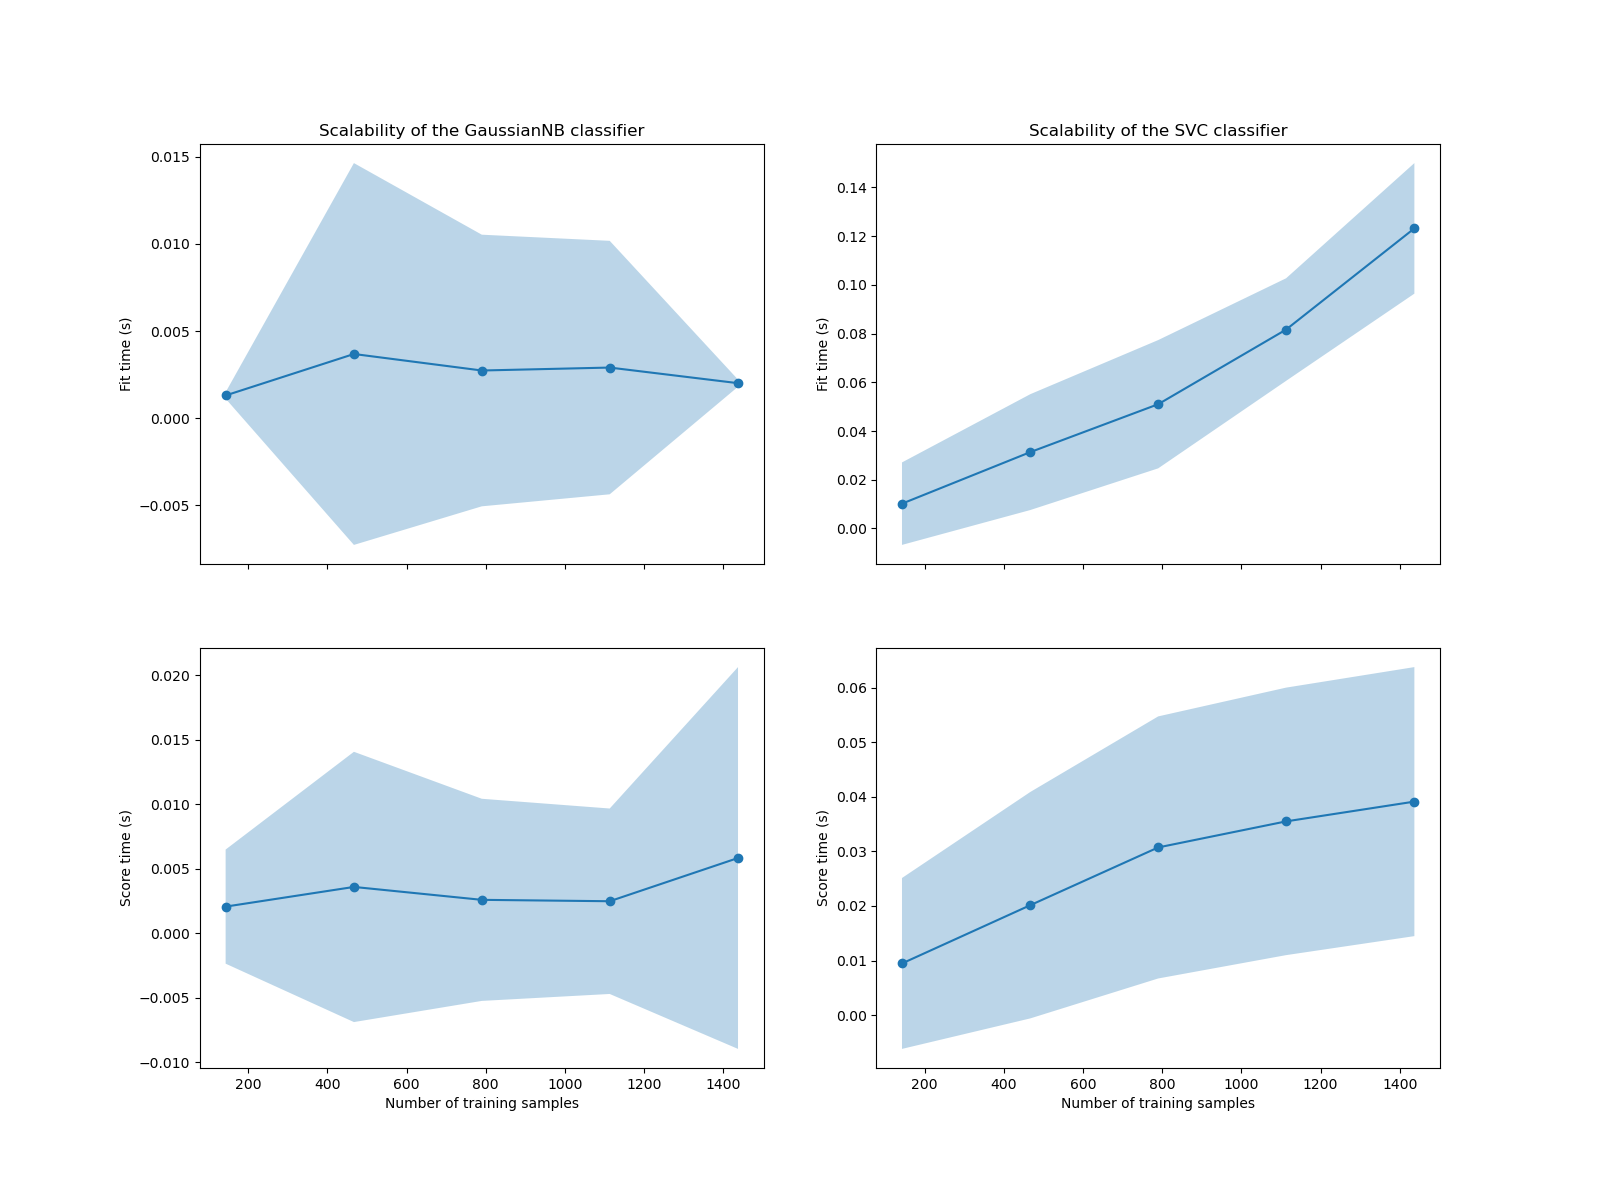 Scalability of the GaussianNB classifier
0.015
0.010
0.005
0.000
−0.005
Fit time (s)
Scalability of the SVC classifier
0.14
0.12
0.10
0.08
0.06
0.04
0.02
0.00
Fit time (s)
0.020
0.015
0.010
0.005
0.000
−0.005
−0.010
Score time (s)
200 400 600 800 1000 1200 1400
Number of training samples
0.06
0.05
0.04
0.03
0.02
0.01
0.00
Score time (s)
200 400 600 800 1000 1200 1400
Number of training samples